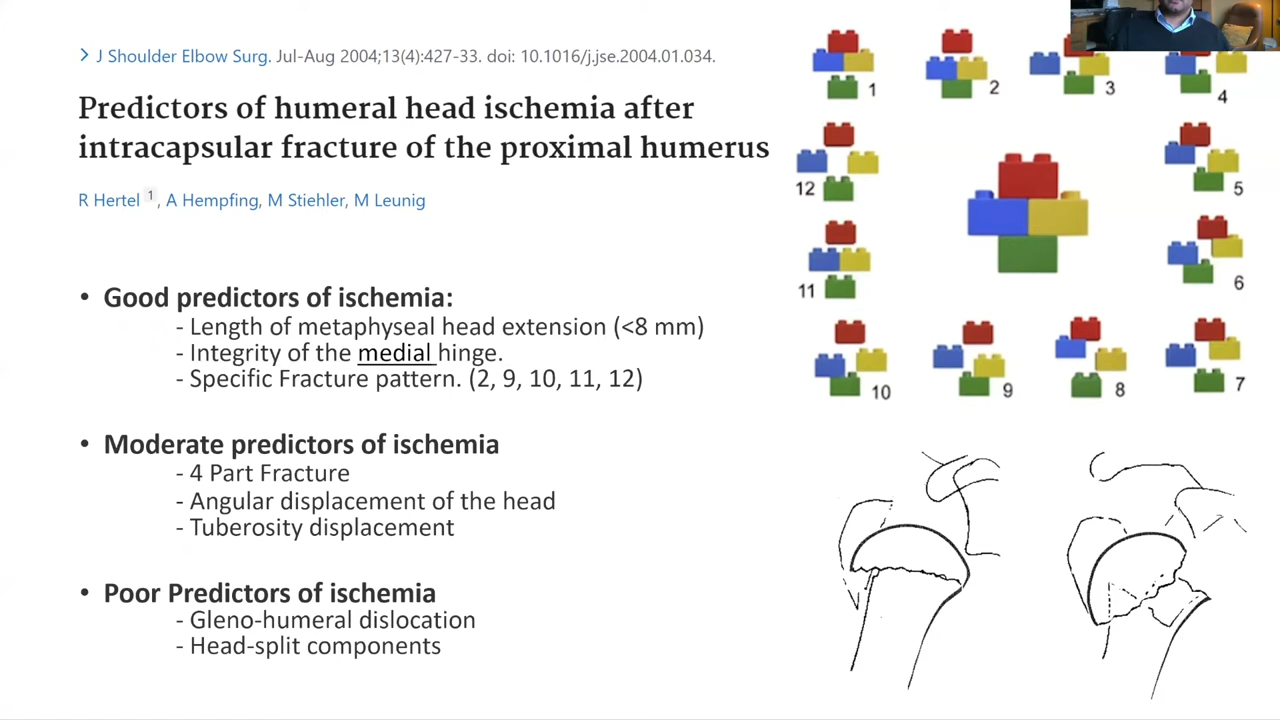 J Shoulder Elbow Surg. Jul-Aug 2004;13(4):427-33. doi: 10.1016/j.jse.2004.01.034.
Predictors of humeral head ischemia after
intracapsular fracture of the proximal humerus
R Hertel 1, A Hempfing, M Stiehler, M Leunig
• Good predictors of ischemia:
- Length of metaphyseal head extension (<8 mm)
- Integrity of the medial hinge.
- Specific Fracture pattern. (2, 9, 10, 11, 12)
• Moderate predictors of ischemia
- 4 Part Fracture
- Angular displacement of the head
- Tuberosity displacement
• Poor Predictors of ischemia
- Gleno-humeral dislocation
- Head-split components
1
2
3
4
5
6
7
8
9
10
11
12